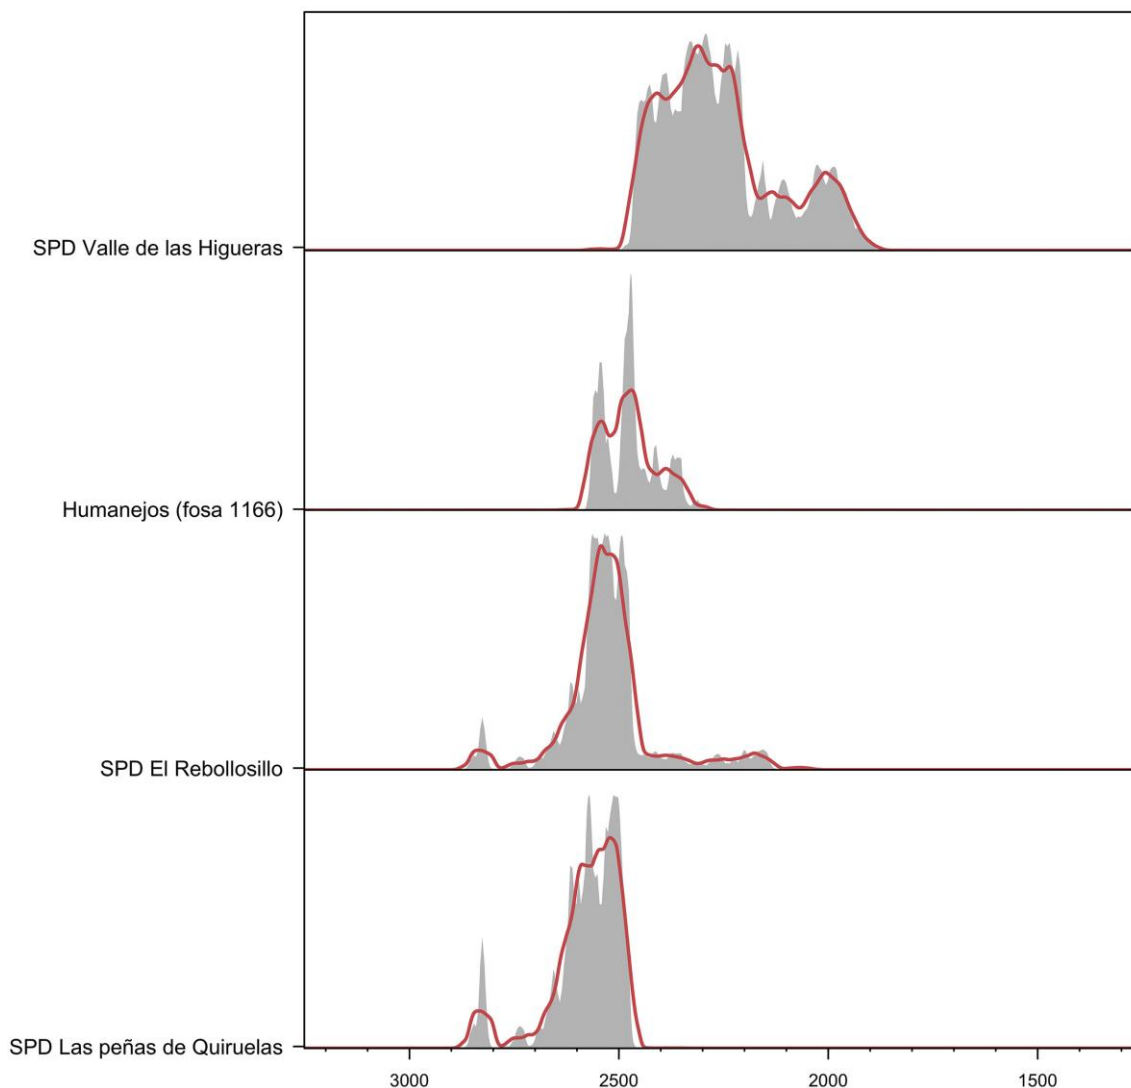 SPD Valle de las Higueras
Humanejos (fosa 1166)
SPD El Rebollosillo
SPD Las peñas de Quiruelas
3000 2500 2000 1500